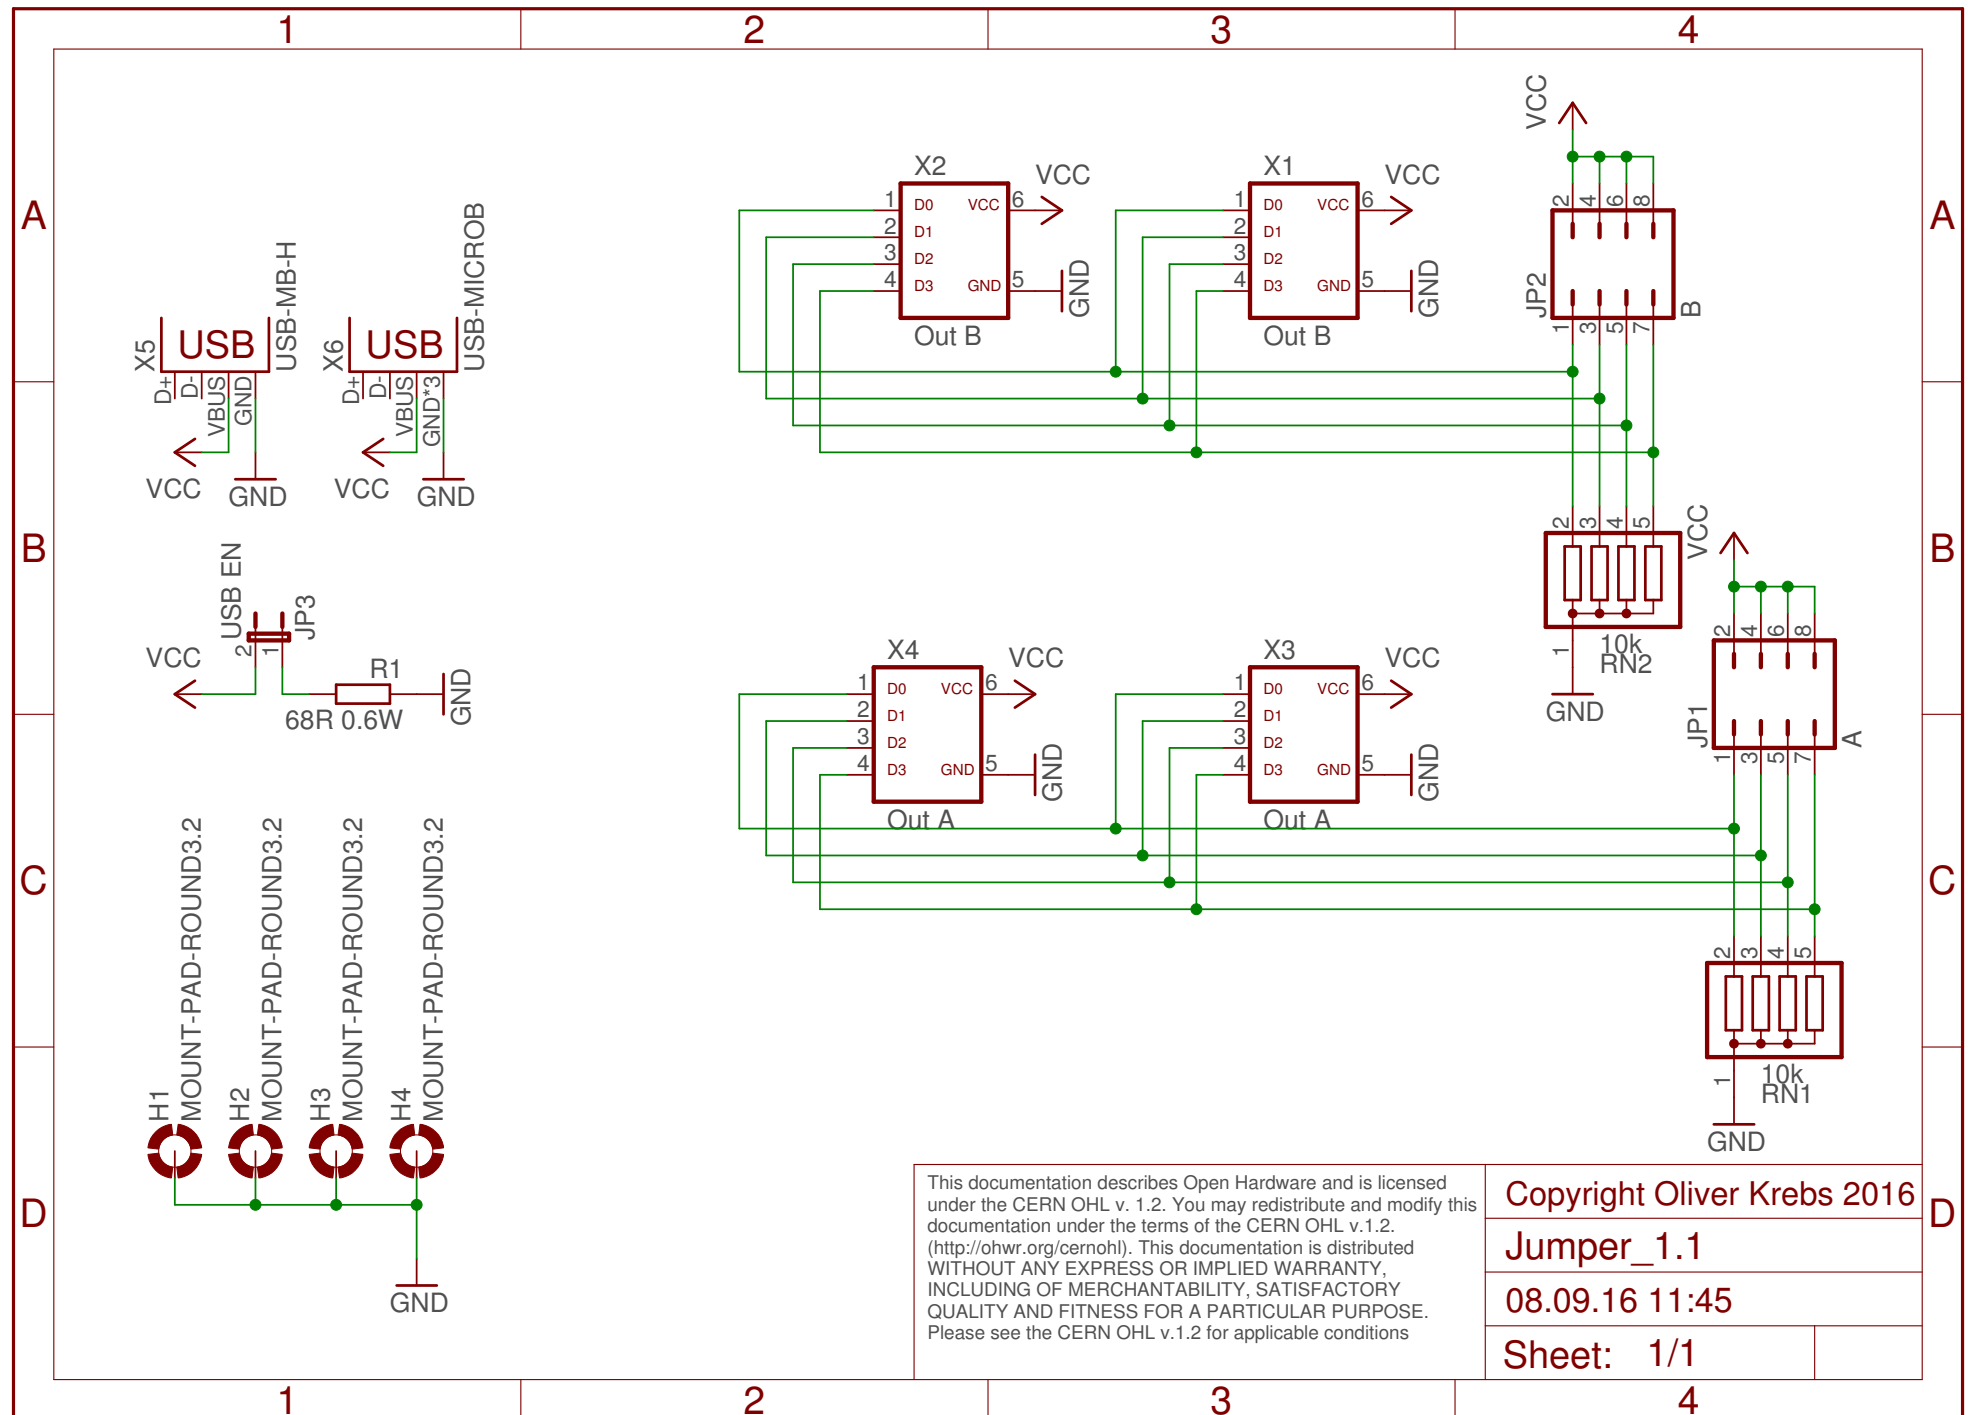 1 2 3 4
A A
B B
C C
D D
1 2 3 4
X5
USB
USB-MB-H
D+
D-
VBUS
GND
VCC
GND
X6
USB
USB-MICROB
D+
D-
VBUS
GND*3
VCC
GND
USB EN
JP3
2
1
VCC
R1
68R 0.6W
GND
H1
MOUNT-PAD-ROUND3.2
H2
MOUNT-PAD-ROUND3.2
H3
MOUNT-PAD-ROUND3.2
H4
MOUNT-PAD-ROUND3.2
GND
X2
1 D0 VCC 6 VCC
2 D1
3 D2
4 D3 GND 5 GND
Out B
X1
1 D0 VCC 6 VCC
2 D1
3 D2
4 D3 GND 5 GND
Out B
VCC
2 4 6 8
JP2
B
1 3 5 7
2 3 4 5
1
10k
RN2
GND
X4
1 D0 VCC 6 VCC
2 D1
3 D2
4 D3 GND 5 GND
Out A
X3
1 D0 VCC 6 VCC
2 D1
3 D2
4 D3 GND 5 GND
Out A
VCC
2 4 6 8
JP1
A
1 3 5 7
2 3 4 5
1
10k
RN1
GND
This documentation describes Open Hardware and is licensed
under the CERN OHL v. 1.2. You may redistribute and modify this
documentation under the terms of the CERN OHL v.1.2.
(http://ohwr.org/cernohl). This documentation is distributed
WITHOUT ANY EXPRESS OR IMPLIED WARRANTY,
INCLUDING OF MERCHANTABILITY, SATISFACTORY
QUALITY AND FITNESS FOR A PARTICULAR PURPOSE.
Please see the CERN OHL v.1.2 for applicable conditions
Copyright Oliver Krebs 2016
Jumper_1.1
08.09.16 11:45
Sheet: 1/1